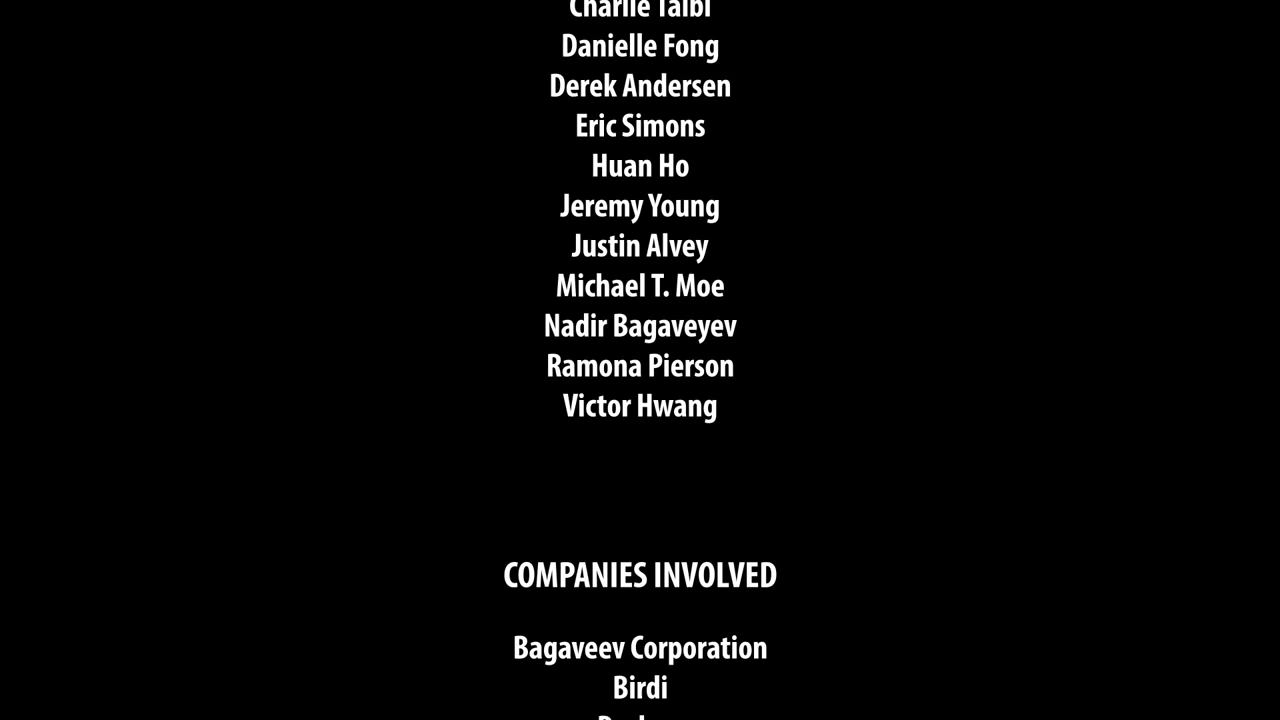 Charlie Taibi
Danielle Fong
Derek Andersen
Eric Simons
Huan Ho
Jeremy Young
Justin Alvey
Michael T. Moe
Nadir Bagaveyev
Ramona Pierson
Victor Hwang
COMPANIES INVOLVED
Bagaveev Corporation
Birdi